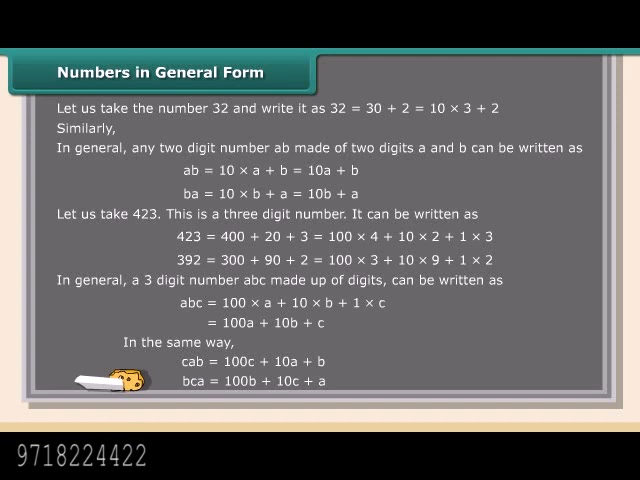 Numbers in General Form
Let us take the number 32 and write it as 32 = 30 + 2 = 10 × 3 + 2
Similarly,
In general, any two digit number ab made of two digits a and b can be written as
ab = 10 × a + b = 10a + b
ba = 10 × b + a = 10b + a
Let us take 423. This is a three digit number. It can be written as
423 = 400 + 20 + 3 = 100 × 4 + 10 × 2 + 1 × 3
392 = 300 + 90 + 2 = 100 × 3 + 10 × 9 + 1 × 2
In general, a 3 digit number abc made up of digits, can be written as
abc = 100 × a + 10 × b + 1 × c
= 100a + 10b + c
In the same way,
cab = 100c + 10a + b
bca = 100b + 10c + a
9718224422